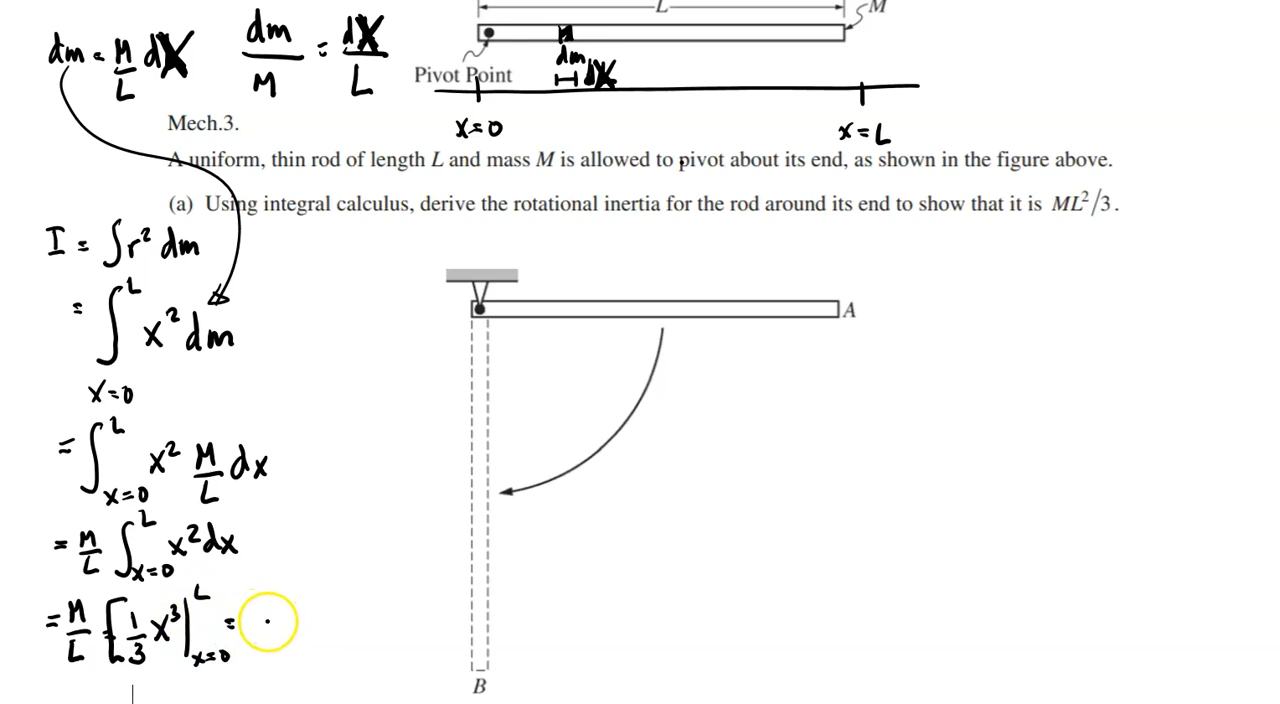 L M
dm = M/L dX dm/M = dX/L
dm
dX
Pivot Point
x=0 x=L
Mech.3.
A uniform, thin rod of length L and mass M is allowed to pivot about its end, as shown in the figure above.
(a) Using integral calculus, derive the rotational inertia for the rod around its end to show that it is ML²/3.
I = ∫r² dm
= ∫_{x=0}^{L} x² dm
A
= ∫_{x=0}^{L} x² M/L dx
= M/L ∫_{x=0}^{L} x² dx
= M/L [1/3 x³|_{x=0}^{L} =
B